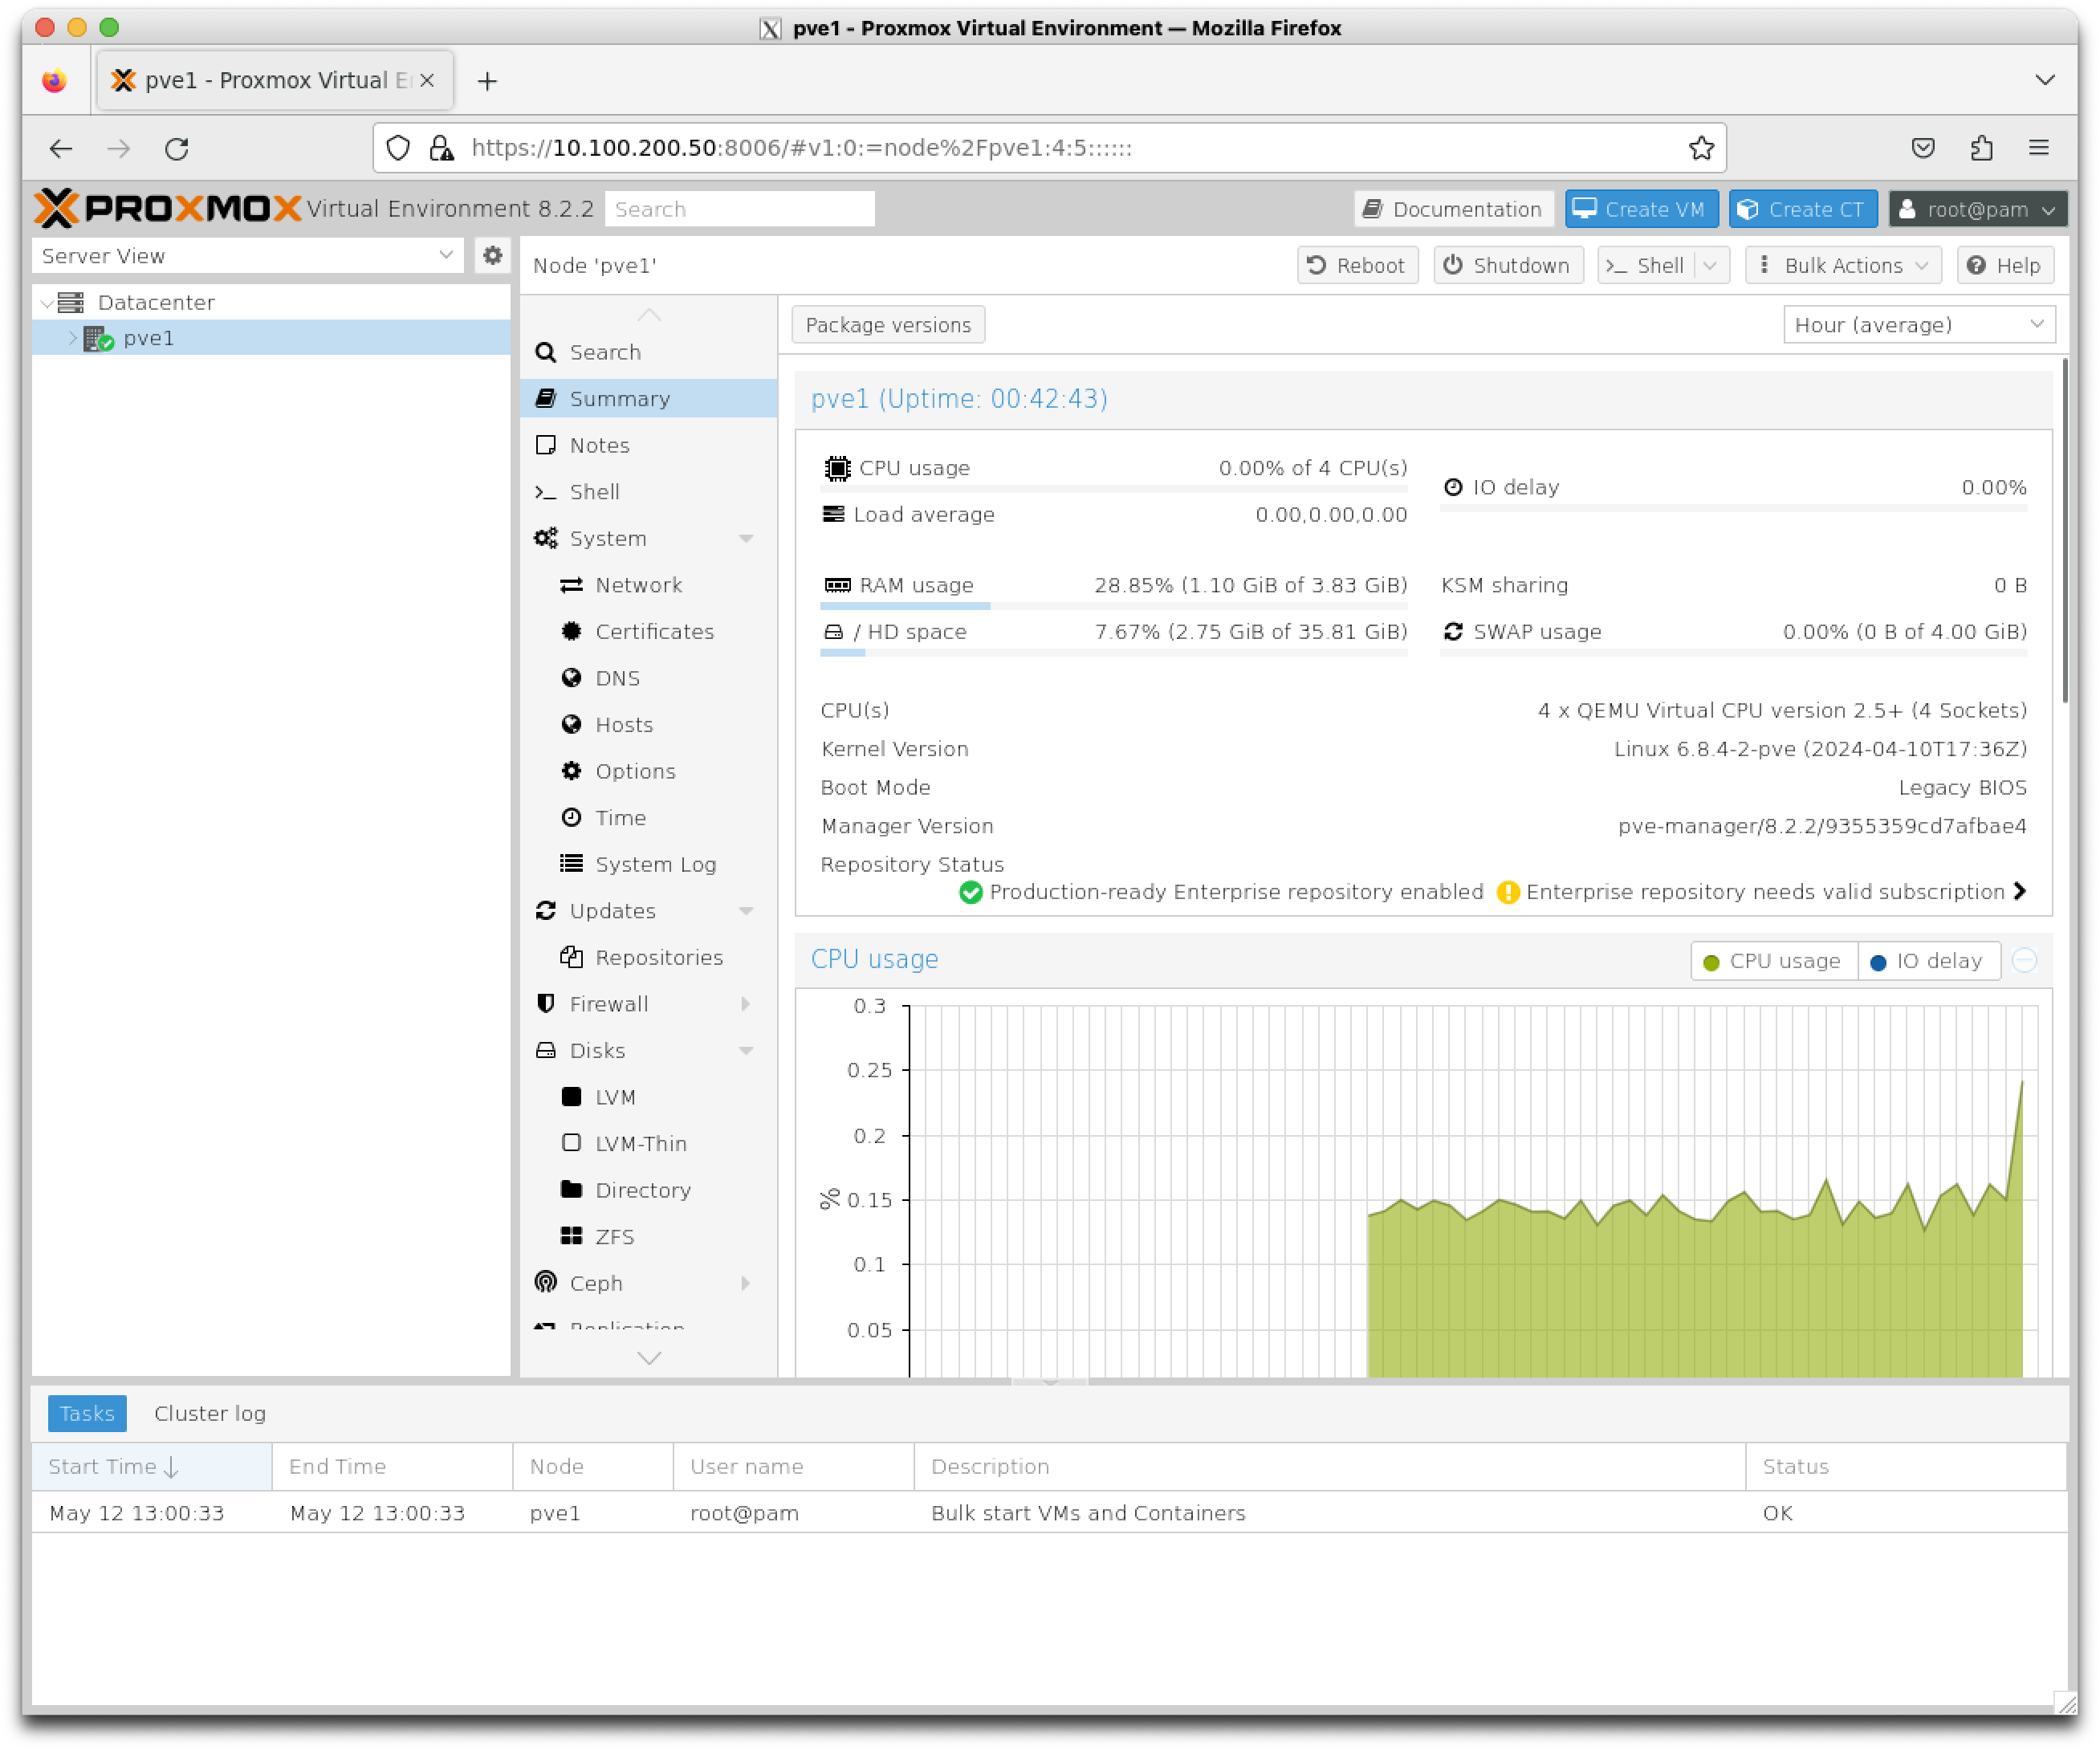 pve1 - Proxmox Virtual Environment — Mozilla Firefox
pve1 - Proxmox Virtual En
https://10.100.200.50:8006/#v1:0:=node%2Fpve1:4:5::::::
PROXMOX Virtual Environment 8.2.2 Search Documentation Create VM Create CT root@pam
Server View
Datacenter
pve1
Node 'pve1' Reboot Shutdown Shell Bulk Actions Help
Search
Summary
Notes
Shell
System
Network
Certificates
DNS
Hosts
Options
Time
System Log
Updates
Repositories
Firewall
Disks
LVM
LVM-Thin
Directory
ZFS
Ceph
Replication
Package versions Hour (average)
pve1 (Uptime: 00:42:43)
CPU usage 0.00% of 4 CPU(s)
IO delay 0.00%
Load average 0.00,0.00,0.00
RAM usage 28.85% (1.10 GiB of 3.83 GiB)
KSM sharing 0 B
/ HD space 7.67% (2.75 GiB of 35.81 GiB)
SWAP usage 0.00% (0 B of 4.00 GiB)
CPU(s) 4 x QEMU Virtual CPU version 2.5+ (4 Sockets)
Kernel Version Linux 6.8.4-2-pve (2024-04-10T17:36Z)
Boot Mode Legacy BIOS
Manager Version pve-manager/8.2.2/9355359cd7afbae4
Repository Status
Production-ready Enterprise repository enabled Enterprise repository needs valid subscription
CPU usage CPU usage IO delay
0.3
0.25
0.2
% 0.15
0.1
0.05
Tasks Cluster log
Start Time End Time Node User name Description Status
May 12 13:00:33 May 12 13:00:33 pve1 root@pam Bulk start VMs and Containers OK